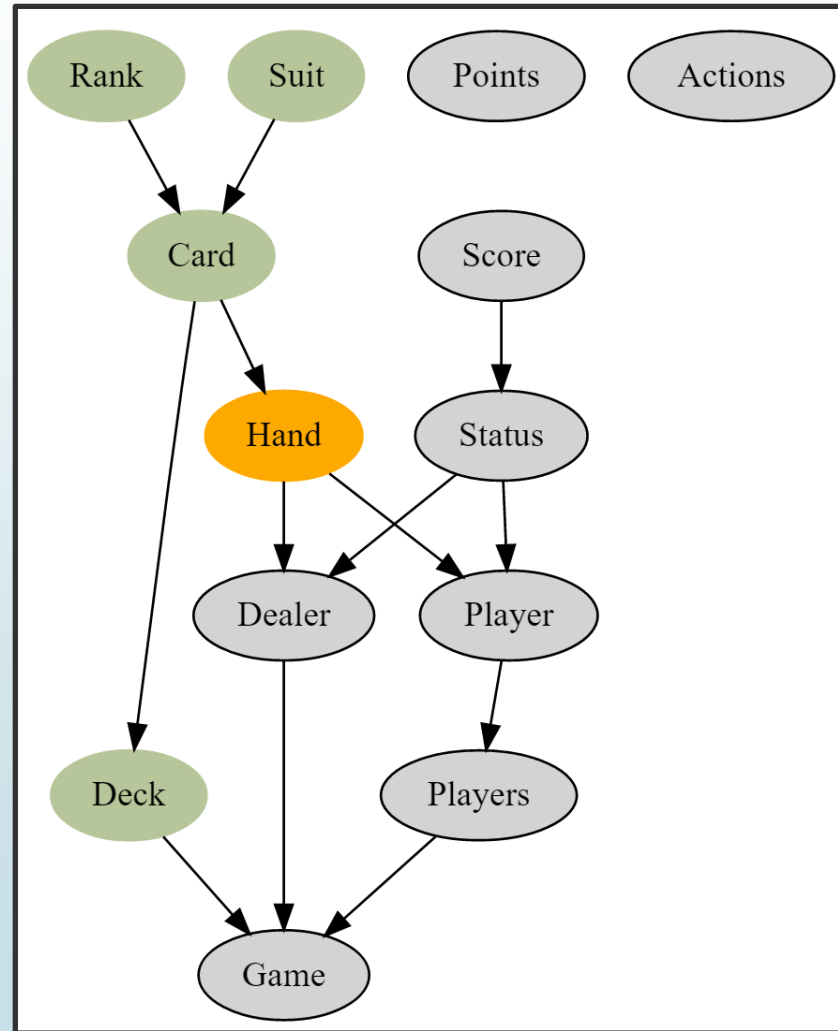 Rank Suit Points Actions
Card Score
Hand Status
Dealer Player
Deck Players
Game